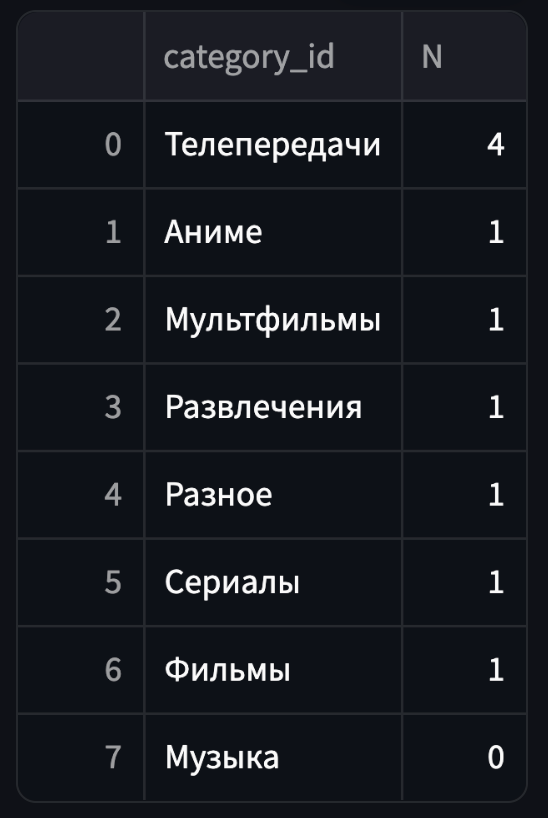 category_id N
0 Телепередачи 4
1 Аниме 1
2 Мультфильмы 1
3 Развлечения 1
4 Разное 1
5 Сериалы 1
6 Фильмы 1
7 Музыка 0